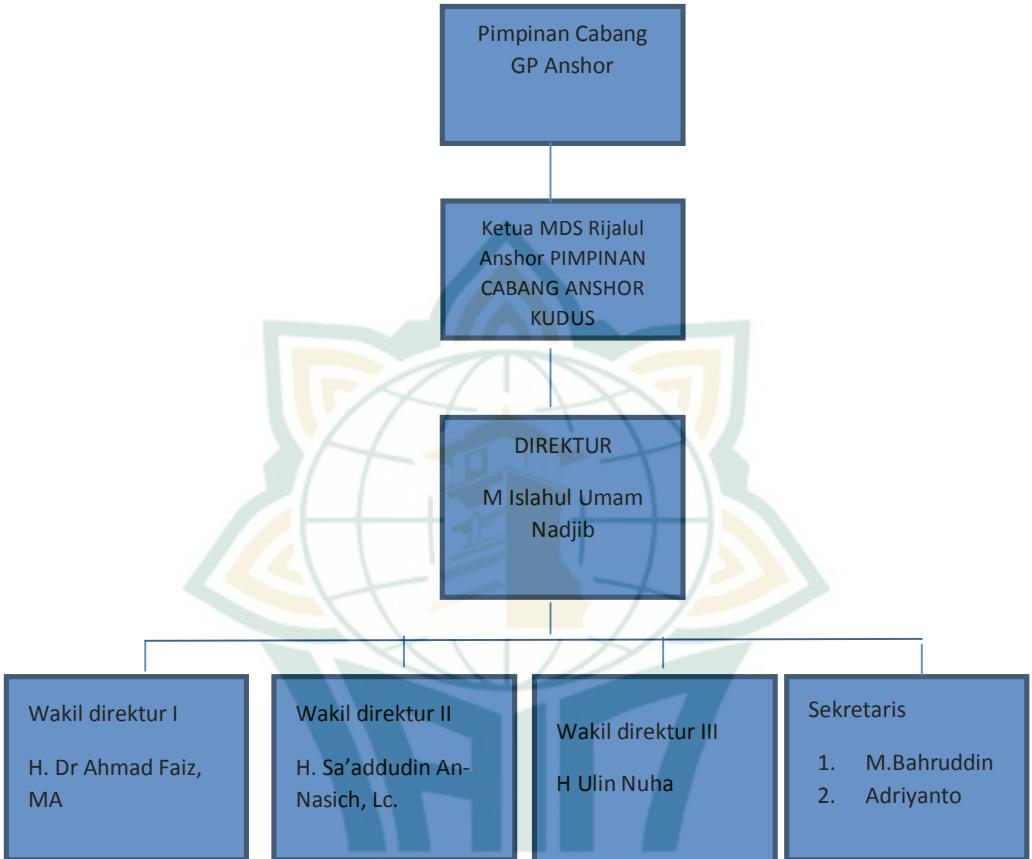 Pimpinan Cabang
GP Anshor
Ketua MDS Rijalul
Anshor PIMPINAN
CABANG ANSHOR
KUDUS
DIREKTUR
M Islahul Umam
Nadjib
Wakil direktur I
H. Dr Ahmad Faiz,
MA
Wakil direktur II
H. Sa’addudin An-
Nasich, Lc.
Wakil direktur III
H Ulin Nuha
Sekretaris
1. M.Bahruddin
2. Adriyanto